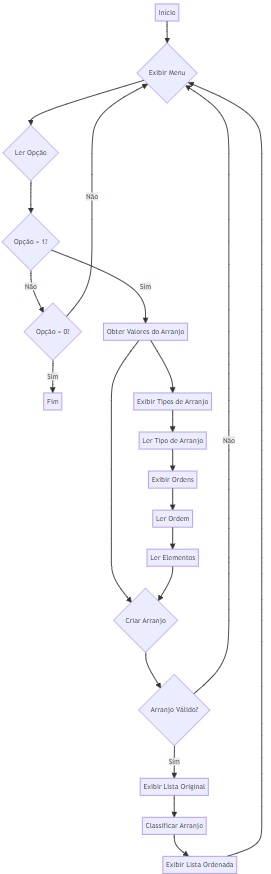 Início
Exibir Menu
Ler Opção
Não
Opção = 1?
Sim
Não
Opção = 0?
Obter Valores do Arranjo
Sim
Fim
Exibir Tipos de Arranjo
Ler Tipo de Arranjo
Não
Exibir Ordens
Ler Ordem
Ler Elementos
Criar Arranjo
Arranjo Válido?
Sim
Exibir Lista Original
Classificar Arranjo
Exibir Lista Ordenada